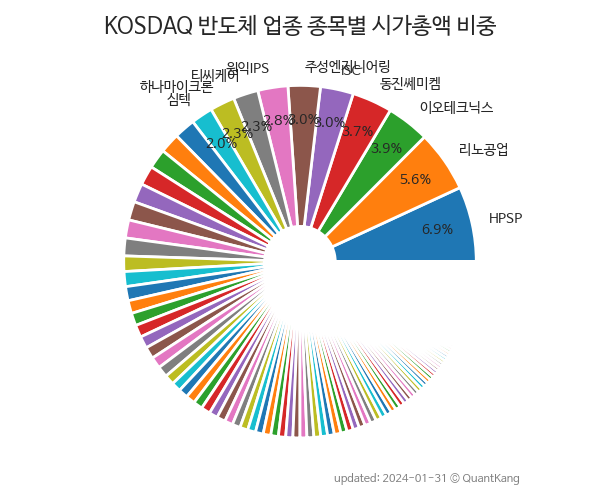 KOSDAQ 반도체 업종 종목별 시가총액 비중
HPSP
리노공업
이오테크닉스
동진쎄미켐
ISC
주성엔지니어링
원익IPS
티씨케이
하나마이크론
심텍
6.9%
5.6%
3.9%
3.7%
3.0%
3.0%
2.8%
2.3%
2.3%
2.0%
updated: 2024-01-31 © QuantKang